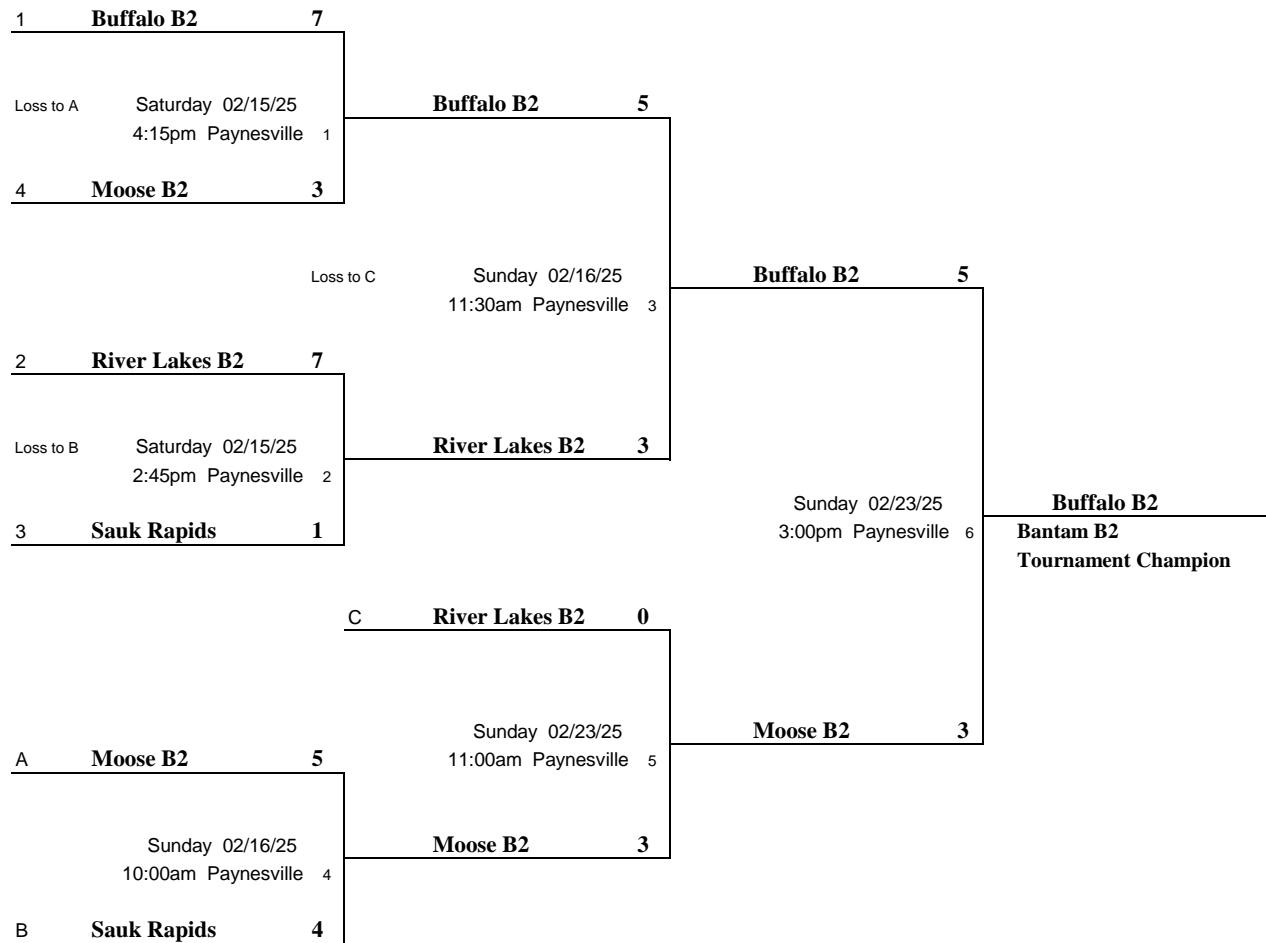 1 Buffalo B2 7
Loss to A Saturday 02/15/25 Buffalo B2 5
4:15pm Paynesville 1
4 Moose B2 3
Loss to C Sunday 02/16/25 Buffalo B2 5
11:30am Paynesville 3
2 River Lakes B2 7
Loss to B Saturday 02/15/25 River Lakes B2 3
2:45pm Paynesville 2
Sunday 02/23/25 Buffalo B2
3 Sauk Rapids 1 3:00pm Paynesville 6 Bantam B2
Tournament Champion
C River Lakes B2 0
Sunday 02/23/25 Moose B2 3
A Moose B2 5 11:00am Paynesville 5
Sunday 02/16/25 Moose B2 3
10:00am Paynesville 4
B Sauk Rapids 4